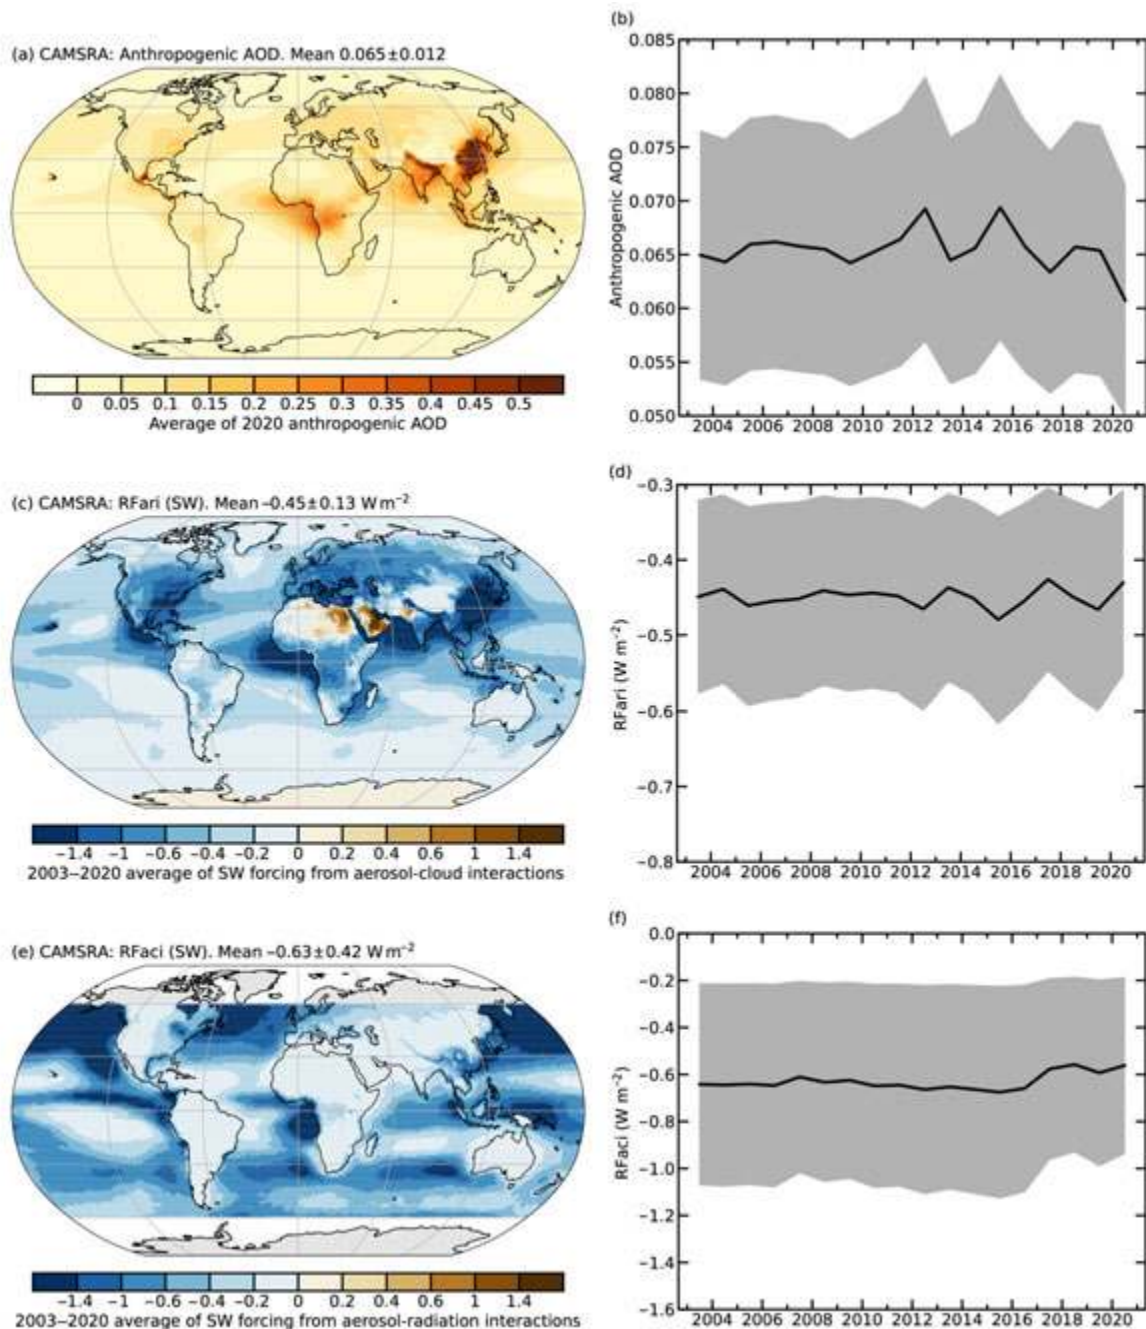 (a) CAMSRA: Anthropogenic AOD. Mean 0.065±0.012
0 0.05 0.1 0.15 0.2 0.25 0.3 0.35 0.4 0.45 0.5
Average of 2020 anthropogenic AOD
(b)
0.085
0.080
0.075
0.070
0.065
0.060
0.055
0.050
Anthropogenic AOD
2004 2006 2008 2010 2012 2014 2016 2018 2020
(c) CAMSRA: RFari (SW). Mean −0.45±0.13 W m⁻²
−1.4 −1 −0.6 −0.4 −0.2 0 0.2 0.4 0.6 1 1.4
2003–2020 average of SW forcing from aerosol-cloud interactions
(d)
−0.3
−0.4
−0.5
−0.6
−0.7
−0.8
RFari (W m⁻²)
2004 2006 2008 2010 2012 2014 2016 2018 2020
(e) CAMSRA: RFaci (SW). Mean −0.63±0.42 W m⁻²
−1.4 −1 −0.6 −0.4 −0.2 0 0.2 0.4 0.6 1 1.4
2003–2020 average of SW forcing from aerosol-radiation interactions
(f)
0.0
−0.2
−0.4
−0.6
−0.8
−1.0
−1.2
−1.4
−1.6
RFaci (W m⁻²)
2004 2006 2008 2010 2012 2014 2016 2018 2020